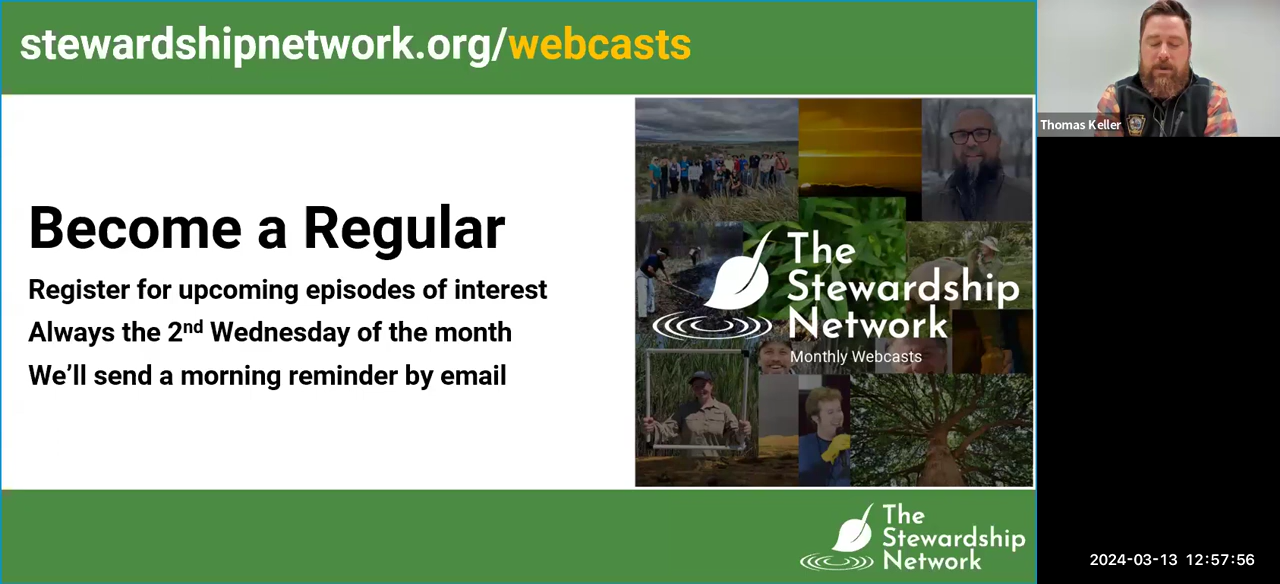 stewardshipnetwork.org/webcasts
Thomas Keller
Become a Regular
Register for upcoming episodes of interest
Always the 2nd Wednesday of the month
We'll send a morning reminder by email
The
Stewardship
Network
Monthly Webcasts
The
Stewardship
Network
2024-03-13 12:57:56